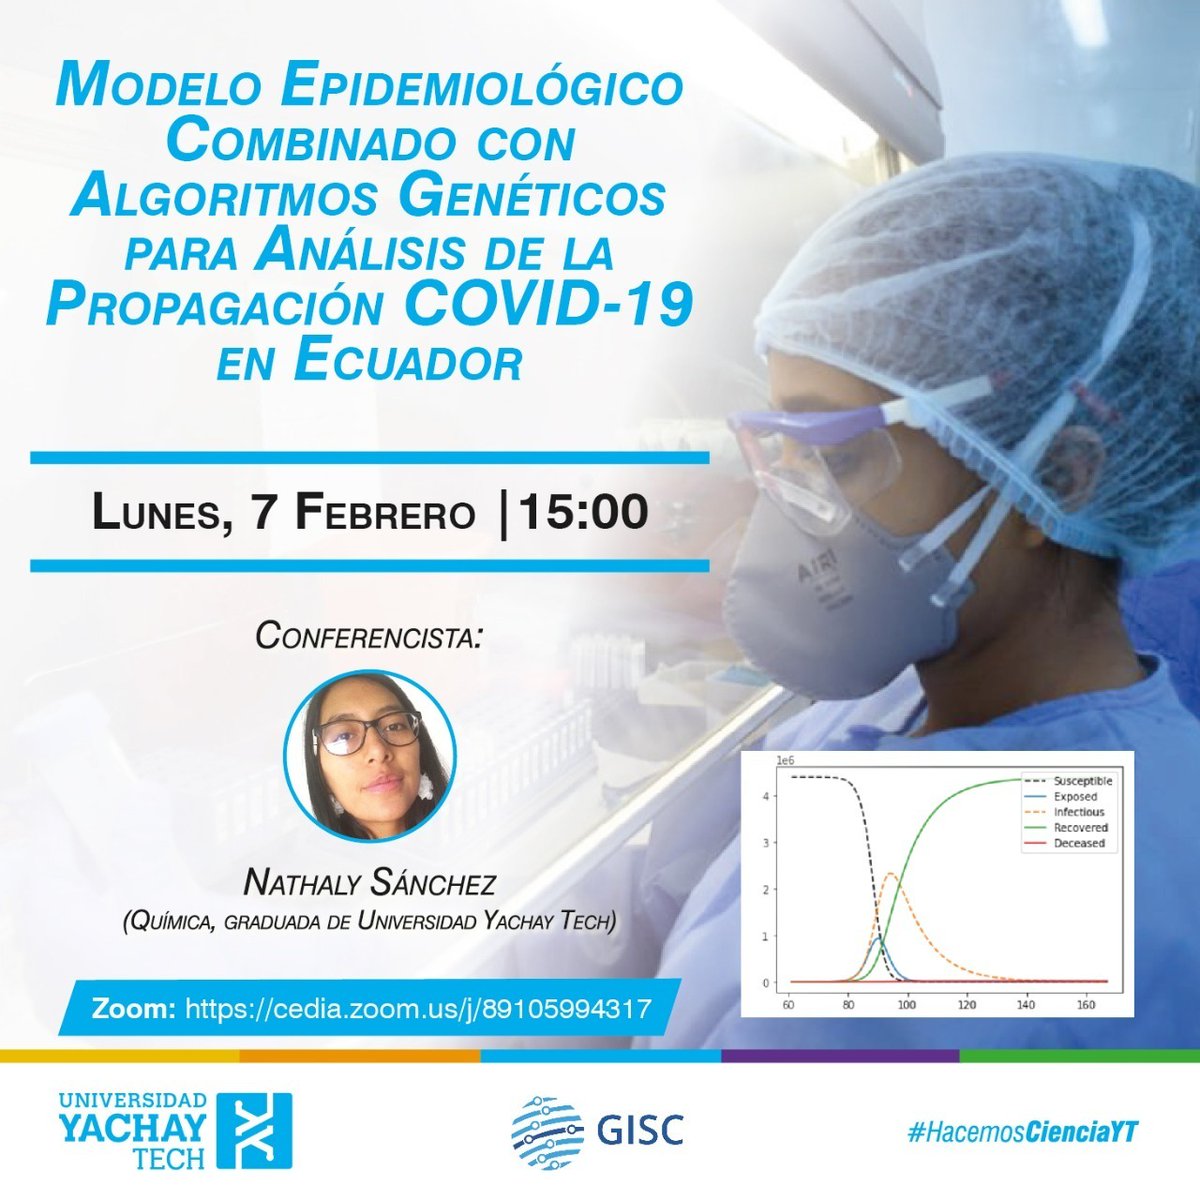 Modelo Epidemiológico
Combinado con
Algoritmos Genéticos
para Análisis de la
Propagación COVID-19
en Ecuador
Lunes, 7 Febrero | 15:00
Conferencista:
Nathaly Sánchez
(Química, graduada de Universidad Yachay Tech)
Zoom: https://cedia.zoom.us/j/89105994317
AIRI
1e6
4
3
2
1
0
60 80 100 120 140 160
Susceptible
Exposed
Infectious
Recovered
Deceased
UNIVERSIDAD
YACHAY
TECH
GISC
#HacemosCienciaYT